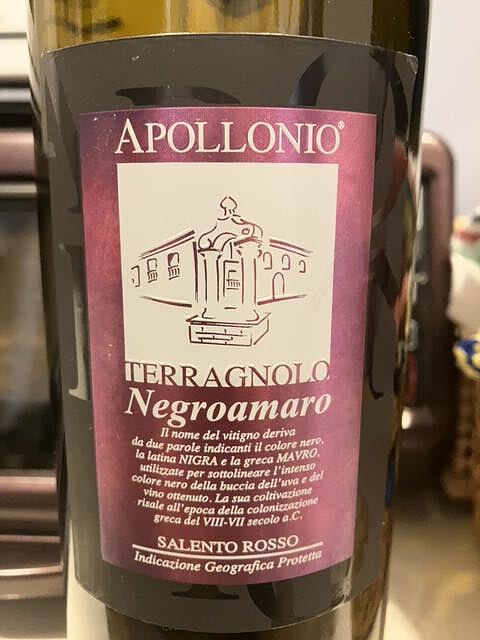 APOLLONIO®
TERRAGNOLO
Negroamaro
Il nome del vitigno deriva
da due parole indicanti il colore nero,
la latina NIGRA e la greca MAVRO,
utilizzate per sottolineare l'intenso
colore nero della buccia dell'uva e del
vino ottenuto. La sua coltivazione
risale all'epoca della colonizzazione
greca del VIII-VII secolo a.C.
SALENTO ROSSO
Indicazione Geografica Protetta